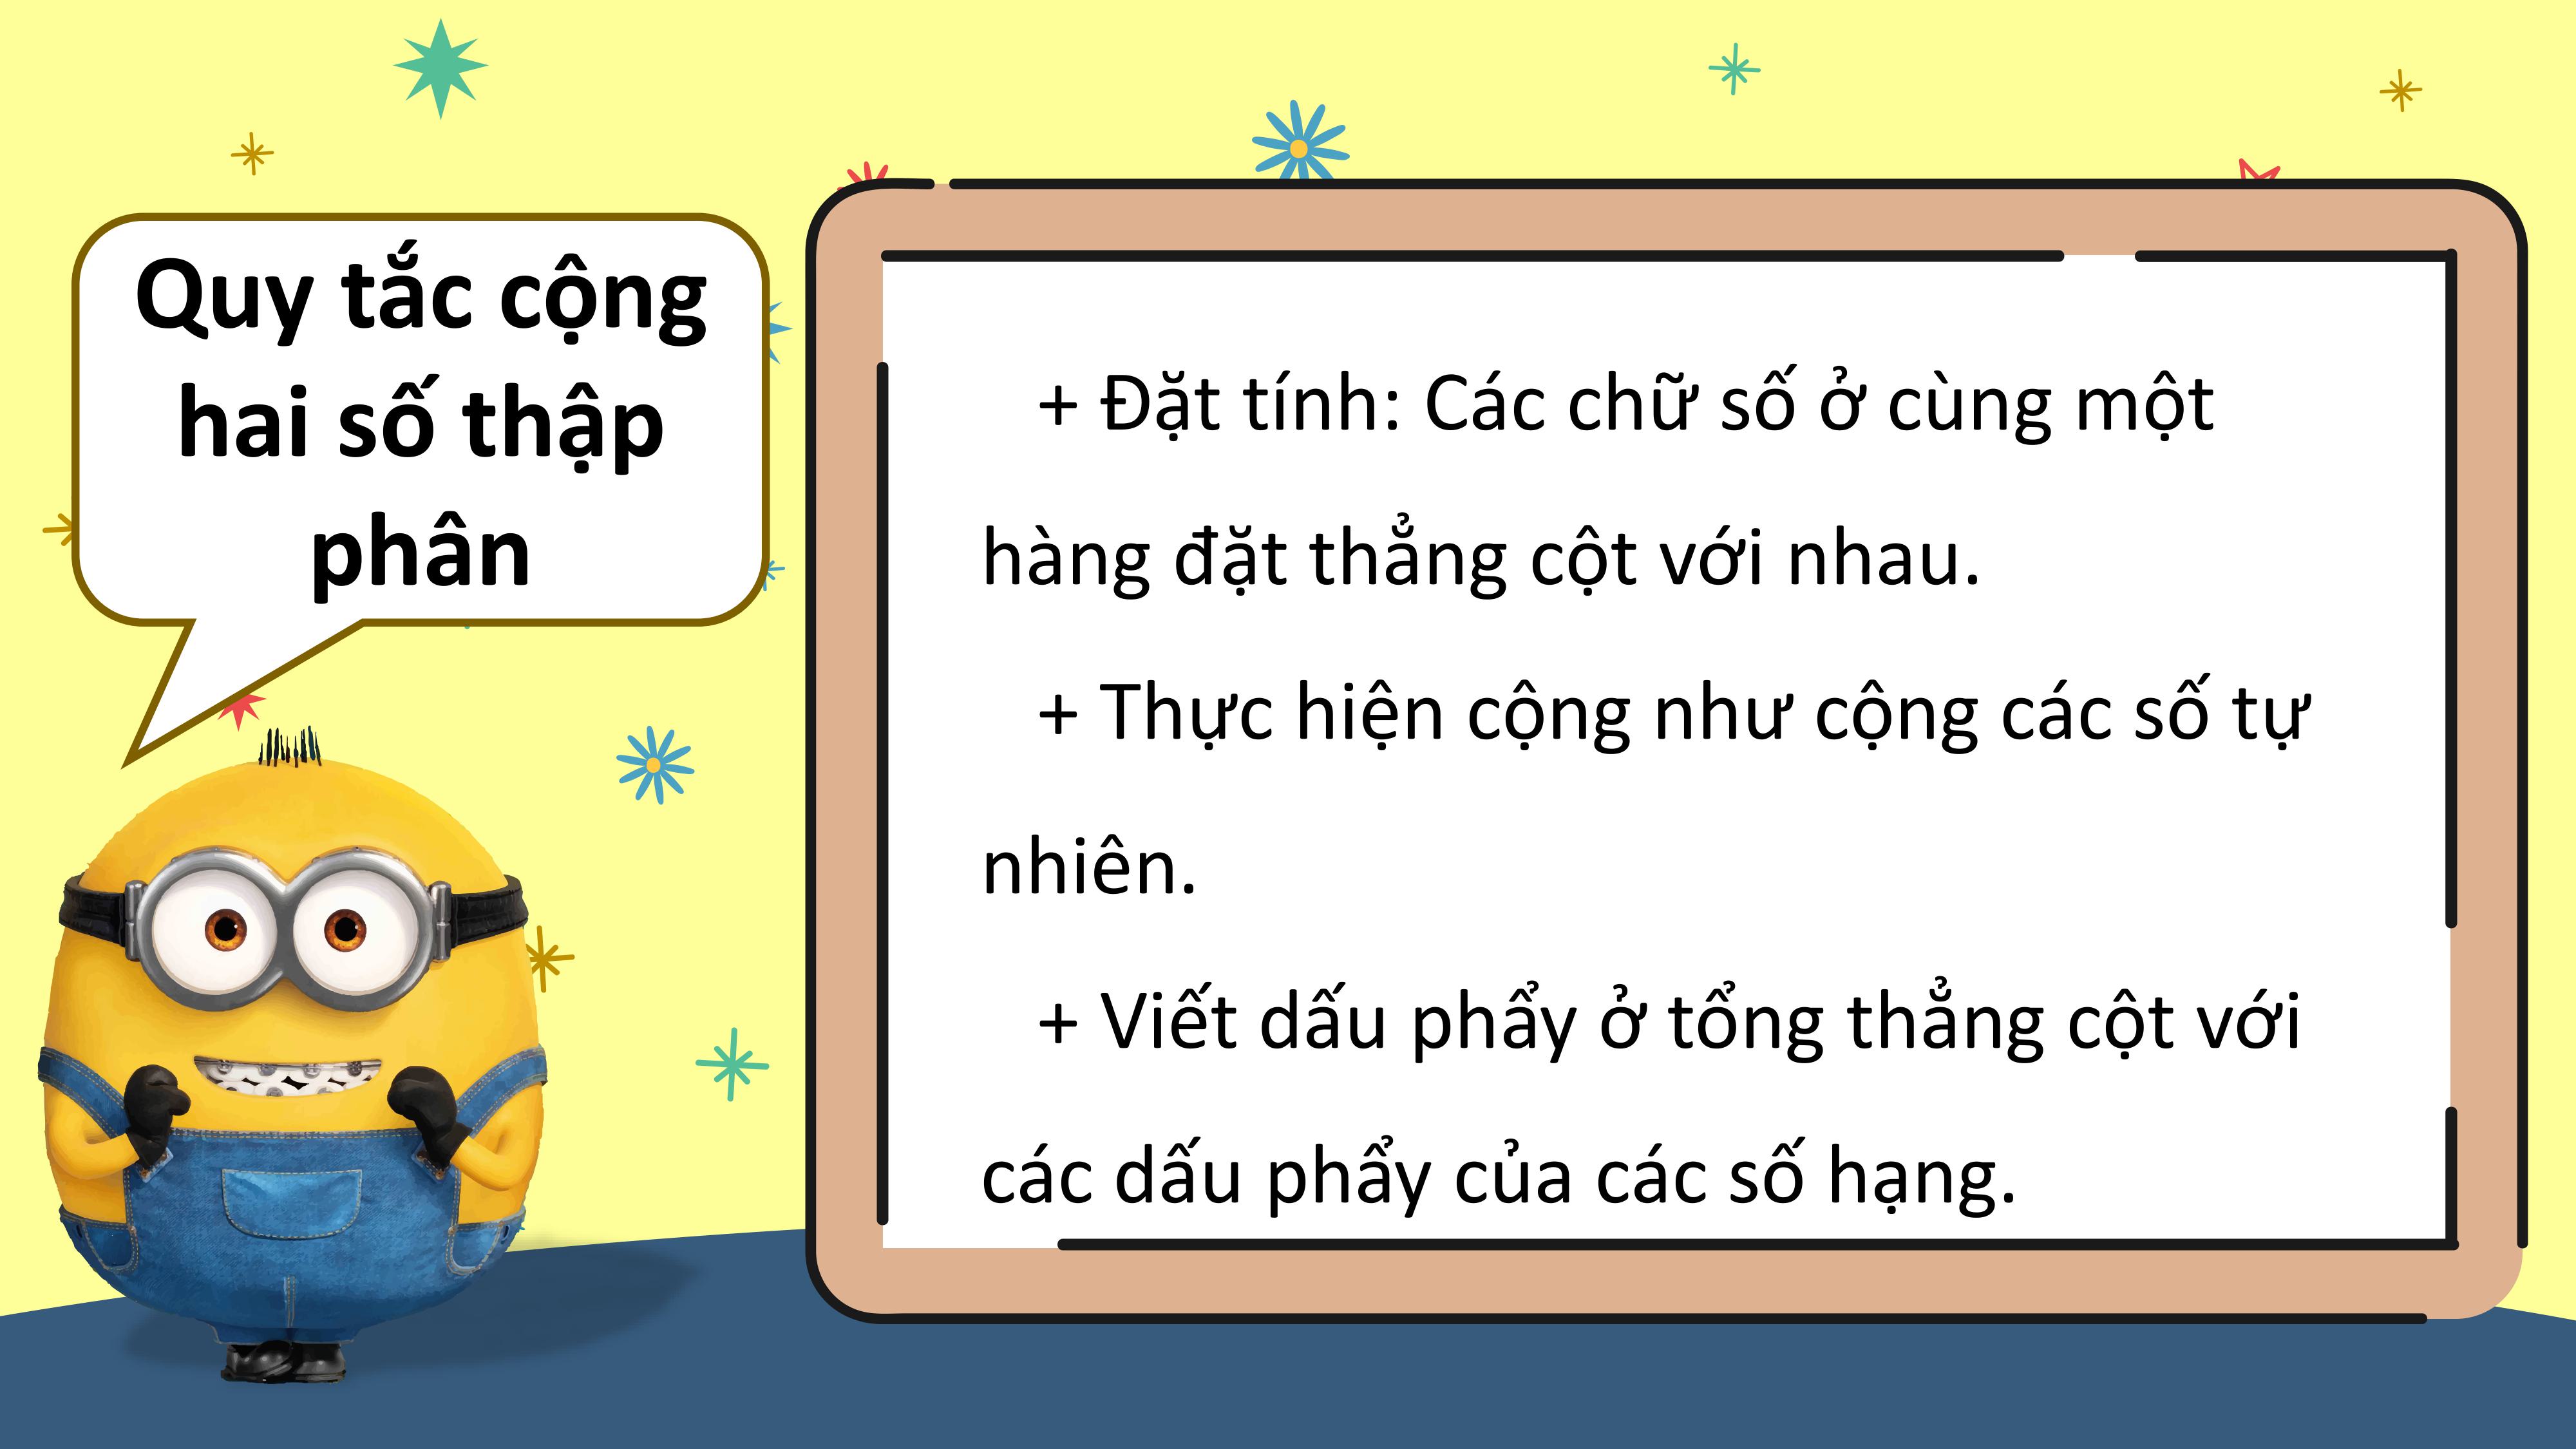 Quy tắc cộng
hai số thập
phân
+ Đặt tính: Các chữ số ở cùng một
hàng đặt thẳng cột với nhau.
+ Thực hiện cộng như cộng các số tự
nhiên.
+ Viết dấu phẩy ở tổng thẳng cột với
các dấu phẩy của các số hạng.